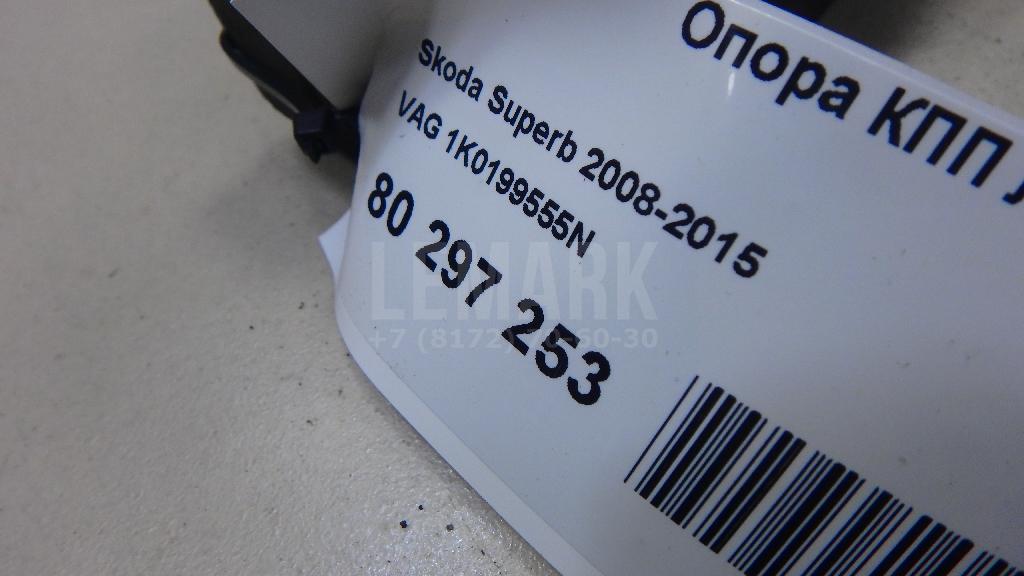 Опора КПП
Skoda Superb 2008-2015
VAG 1K0199555N
80 297 253
LEMARK